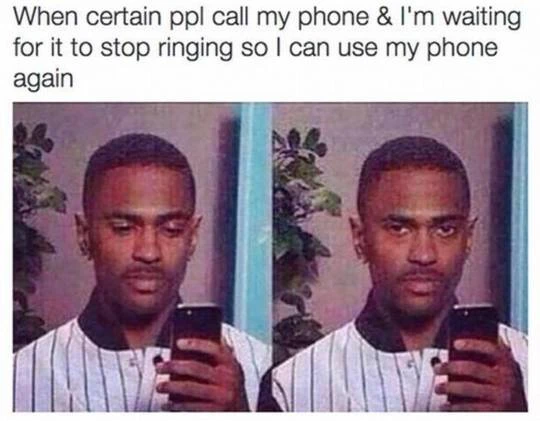 When certain ppl call my phone & I'm waiting
for it to stop ringing so I can use my phone
again